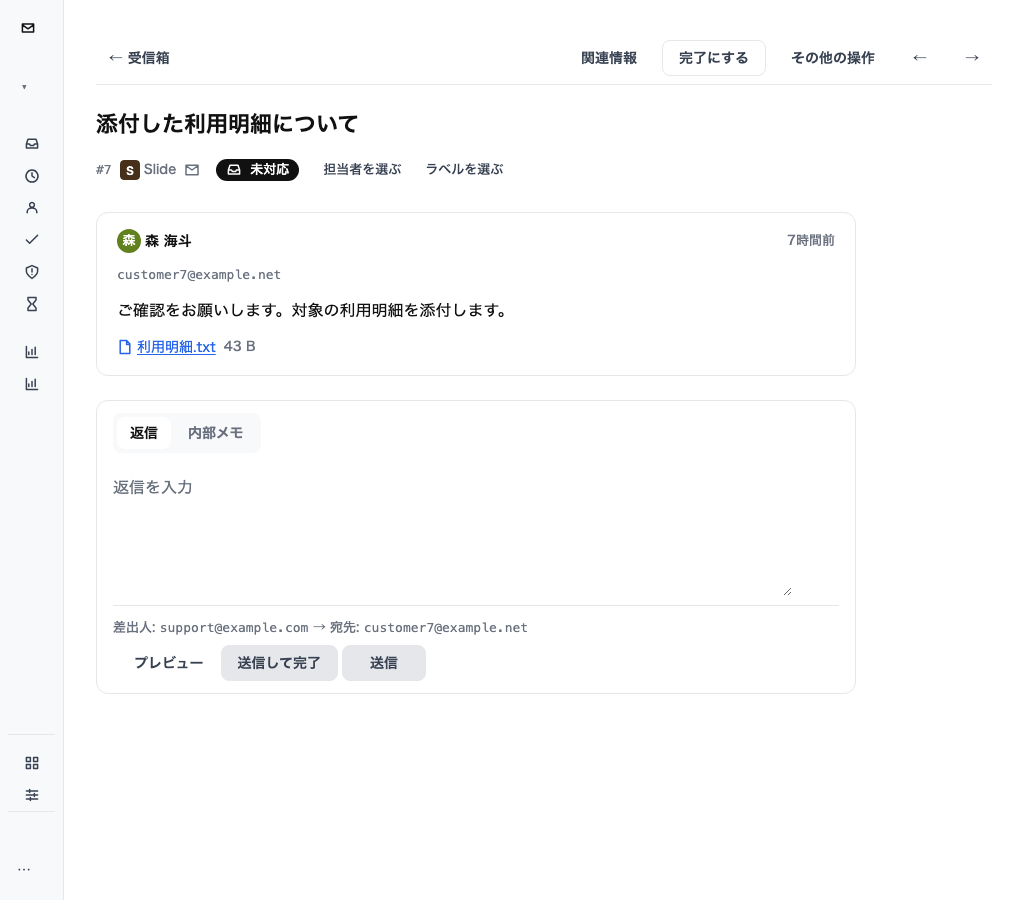 ← 受信箱
関連情報 完了にする その他の操作 ← →
添付した利用明細について
#7 S Slide 未対応 担当者を選ぶ ラベルを選ぶ
森 森 海斗 7時間前
customer7@example.net
ご確認をお願いします。対象の利用明細を添付します。
利用明細.txt 43 B
返信 内部メモ
返信を入力
差出人: support@example.com → 宛先: customer7@example.net
プレビュー 送信して完了 送信
…